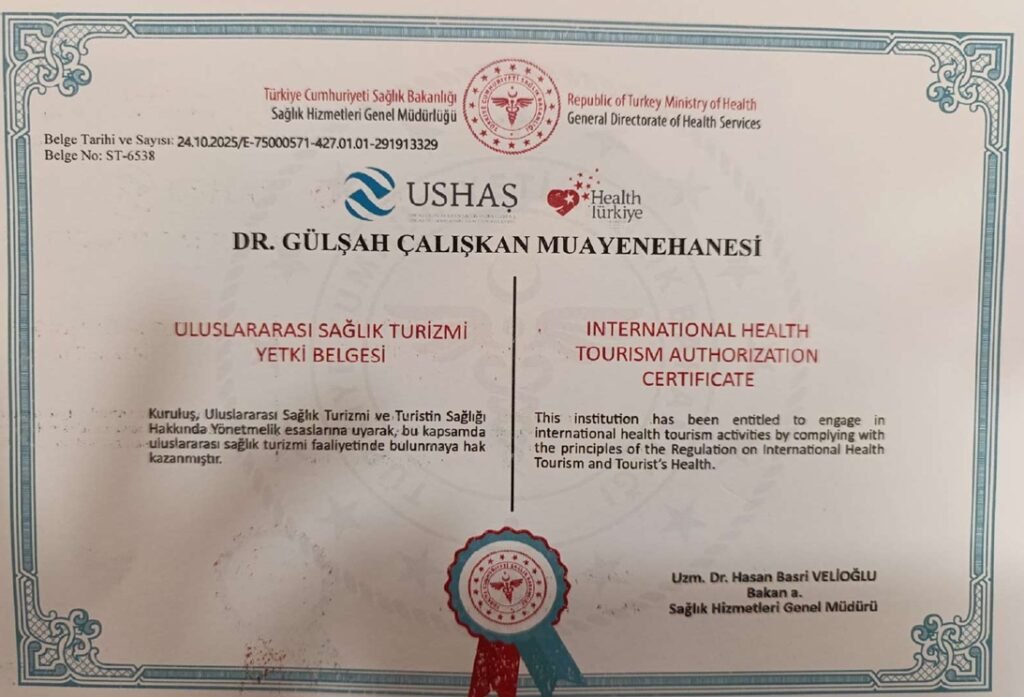 Türkiye Cumhuriyeti Sağlık Bakanlığı
Sağlık Hizmetleri Genel Müdürlüğü
Republic of Turkey Ministry of Health
General Directorate of Health Services
Belge Tarihi ve Sayısı: 24.10.2025/E-75000571-427.01.01-291913329
Belge No: ST-6538
USHAŞ
Health
Türkiye
DR. GÜLŞAH ÇALIŞKAN MUAYENEHANESİ
ULUSLARARASI SAĞLIK TURİZMİ
YETKİ BELGESİ
Kuruluş, Uluslararası Sağlık Turizmi ve Turistin Sağlığı
Hakkında Yönetmelik esaslarına uyarak, bu kapsamda
uluslararası sağlık turizmi faaliyetinde bulunmaya hak
kazanmıştır.
INTERNATIONAL HEALTH
TOURISM AUTHORIZATION
CERTIFICATE
This institution has been entitled to engage in
international health tourism activities by complying with
the principles of the Regulation on International Health
Tourism and Tourist's Health.
Uzm. Dr. Hasan Basri VELİOĞLU
Bakan a.
Sağlık Hizmetleri Genel Müdürü